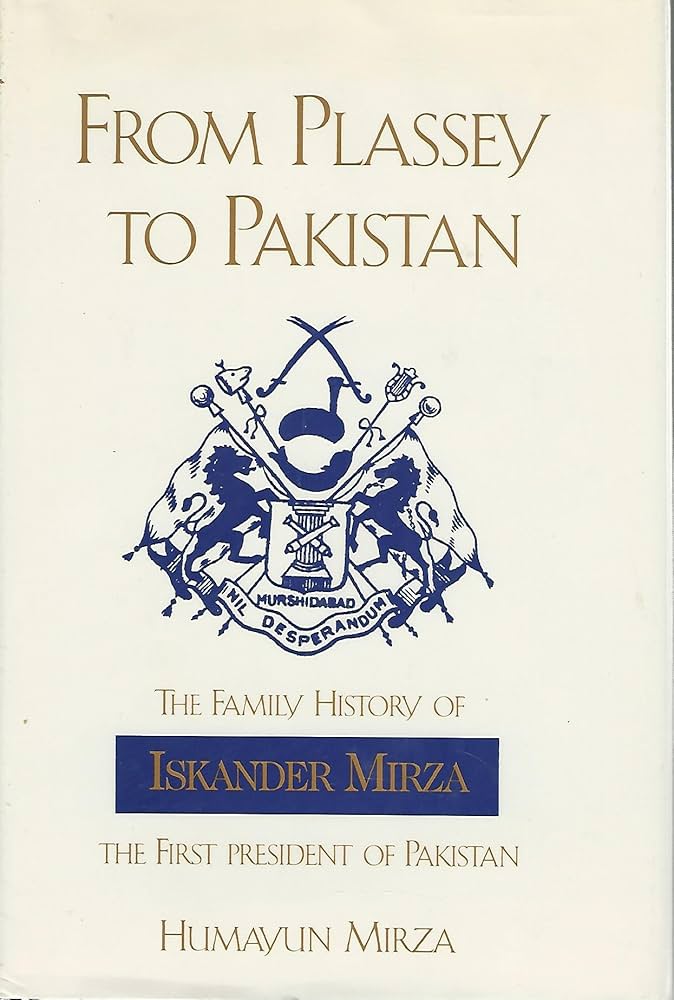 FROM PLASSEY
TO PAKISTAN
MURSHIDABAD
NIL DESPERANDUM
THE FAMILY HISTORY OF
ISKANDER MIRZA
THE FIRST PRESIDENT OF PAKISTAN
HUMAYUN MIRZA